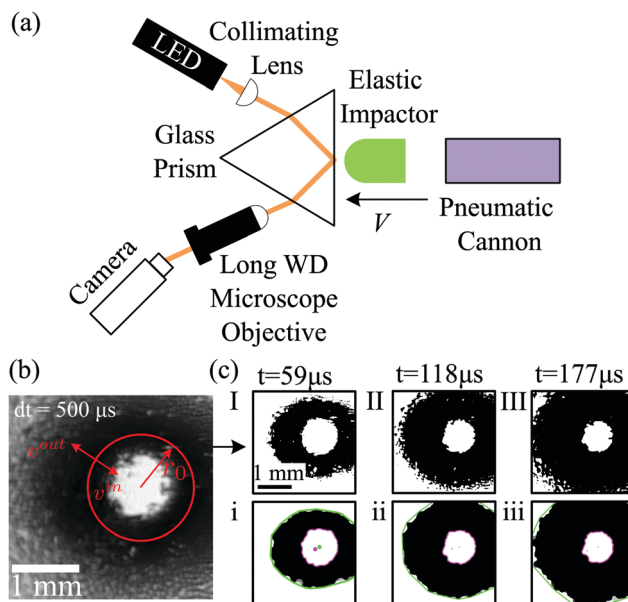 (a)
LED
Collimating
Lens
Elastic
Impactor
Glass
Prism
V
Pneumatic
Cannon
Camera
Long WD
Microscope
Objective
(b)
dt = 500 μs
v^out
r_0
v^in
1 mm
(c)
t=59μs
t=118μs
t=177μs
I
II
III
1 mm
i
ii
iii